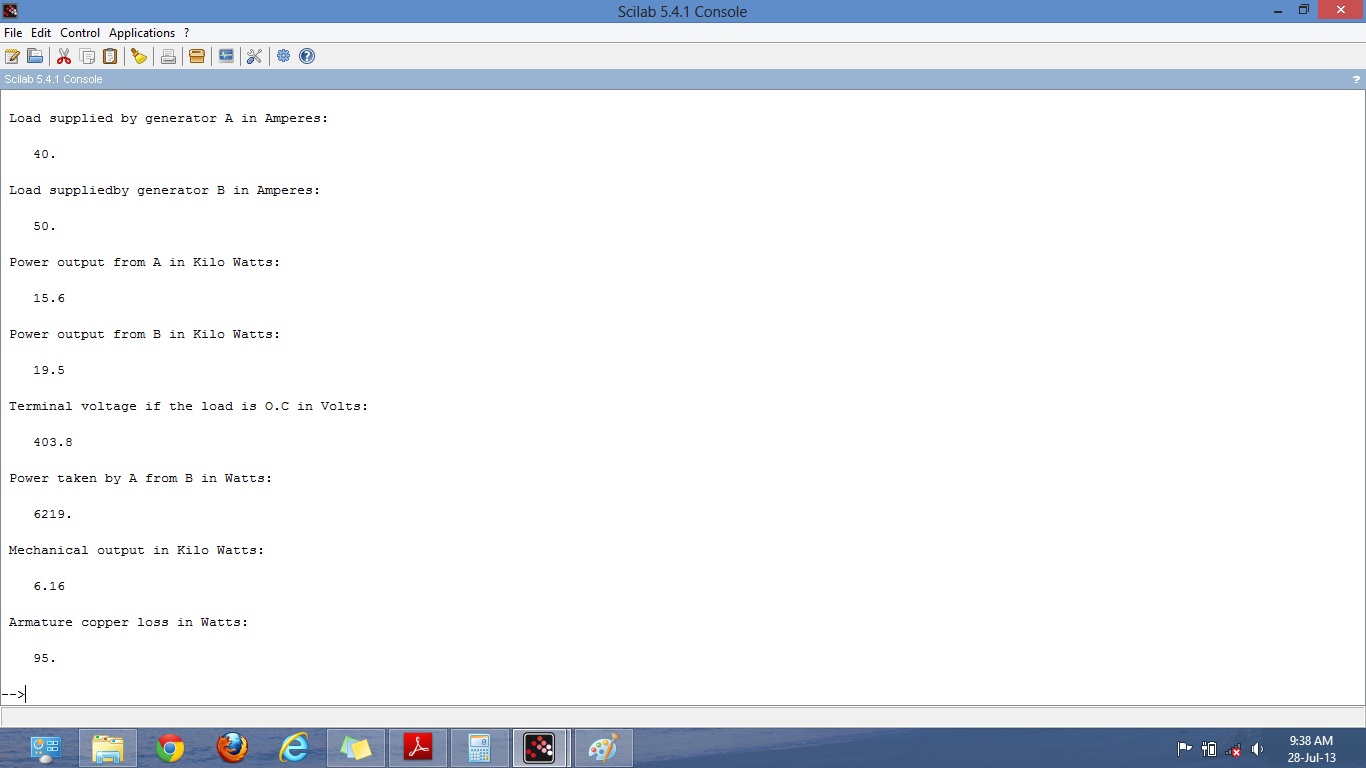 Scilab 5.4.1 Console
File Edit Control Applications ?
Scilab 5.4.1 Console ?
Load supplied by generator A in Amperes:
40.
Load suppliedby generator B in Amperes:
50.
Power output from A in Kilo Watts:
15.6
Power output from B in Kilo Watts:
19.5
Terminal voltage if the load is O.C in Volts:
403.8
Power taken by A from B in Watts:
6219.
Mechanical output in Kilo Watts:
6.16
Armature copper loss in Watts:
95.
-->
9:38 AM
28-Jul-13